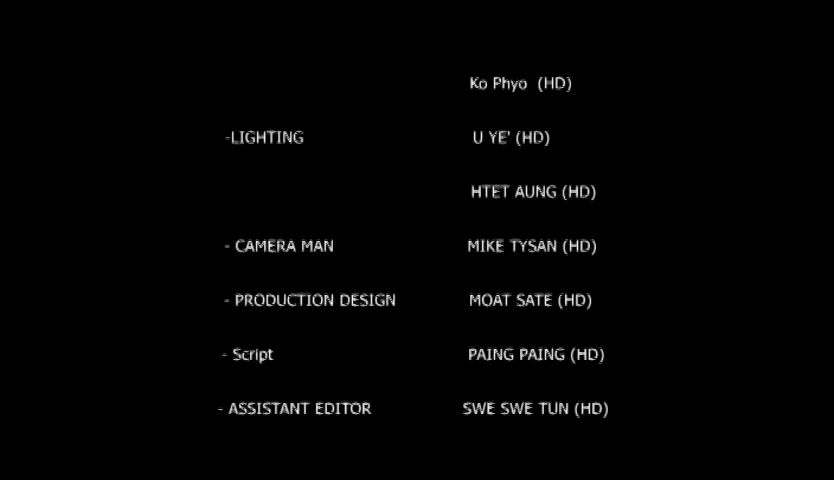 Ko Phyo (HD)
-LIGHTING U YE' (HD)
HTET AUNG (HD)
- CAMERA MAN MIKE TYSAN (HD)
- PRODUCTION DESIGN MOAT SATE (HD)
- Script PAING PAING (HD)
- ASSISTANT EDITOR SWE SWE TUN (HD)